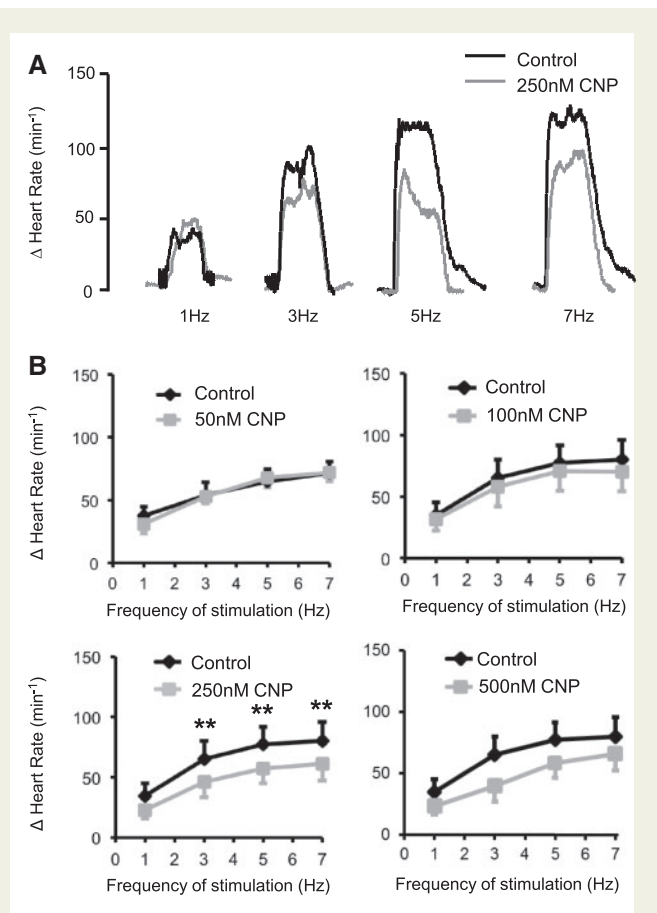 A
150
100
50
0
Δ Heart Rate (min-1)
Control
250nM CNP
1Hz 3Hz 5Hz 7Hz
B
150
100
50
0
Δ Heart Rate (min-1)
Control
50nM CNP
0 1 2 3 4 5 6 7
Frequency of stimulation (Hz)
150
100
50
0
Control
100nM CNP
0 1 2 3 4 5 6 7
Frequency of stimulation (Hz)
150
100
50
0
Δ Heart Rate (min-1)
Control
250nM CNP
** ** **
0 1 2 3 4 5 6 7
Frequency of stimulation (Hz)
150
100
50
0
Control
500nM CNP
0 1 2 3 4 5 6 7
Frequency of stimulation (Hz)